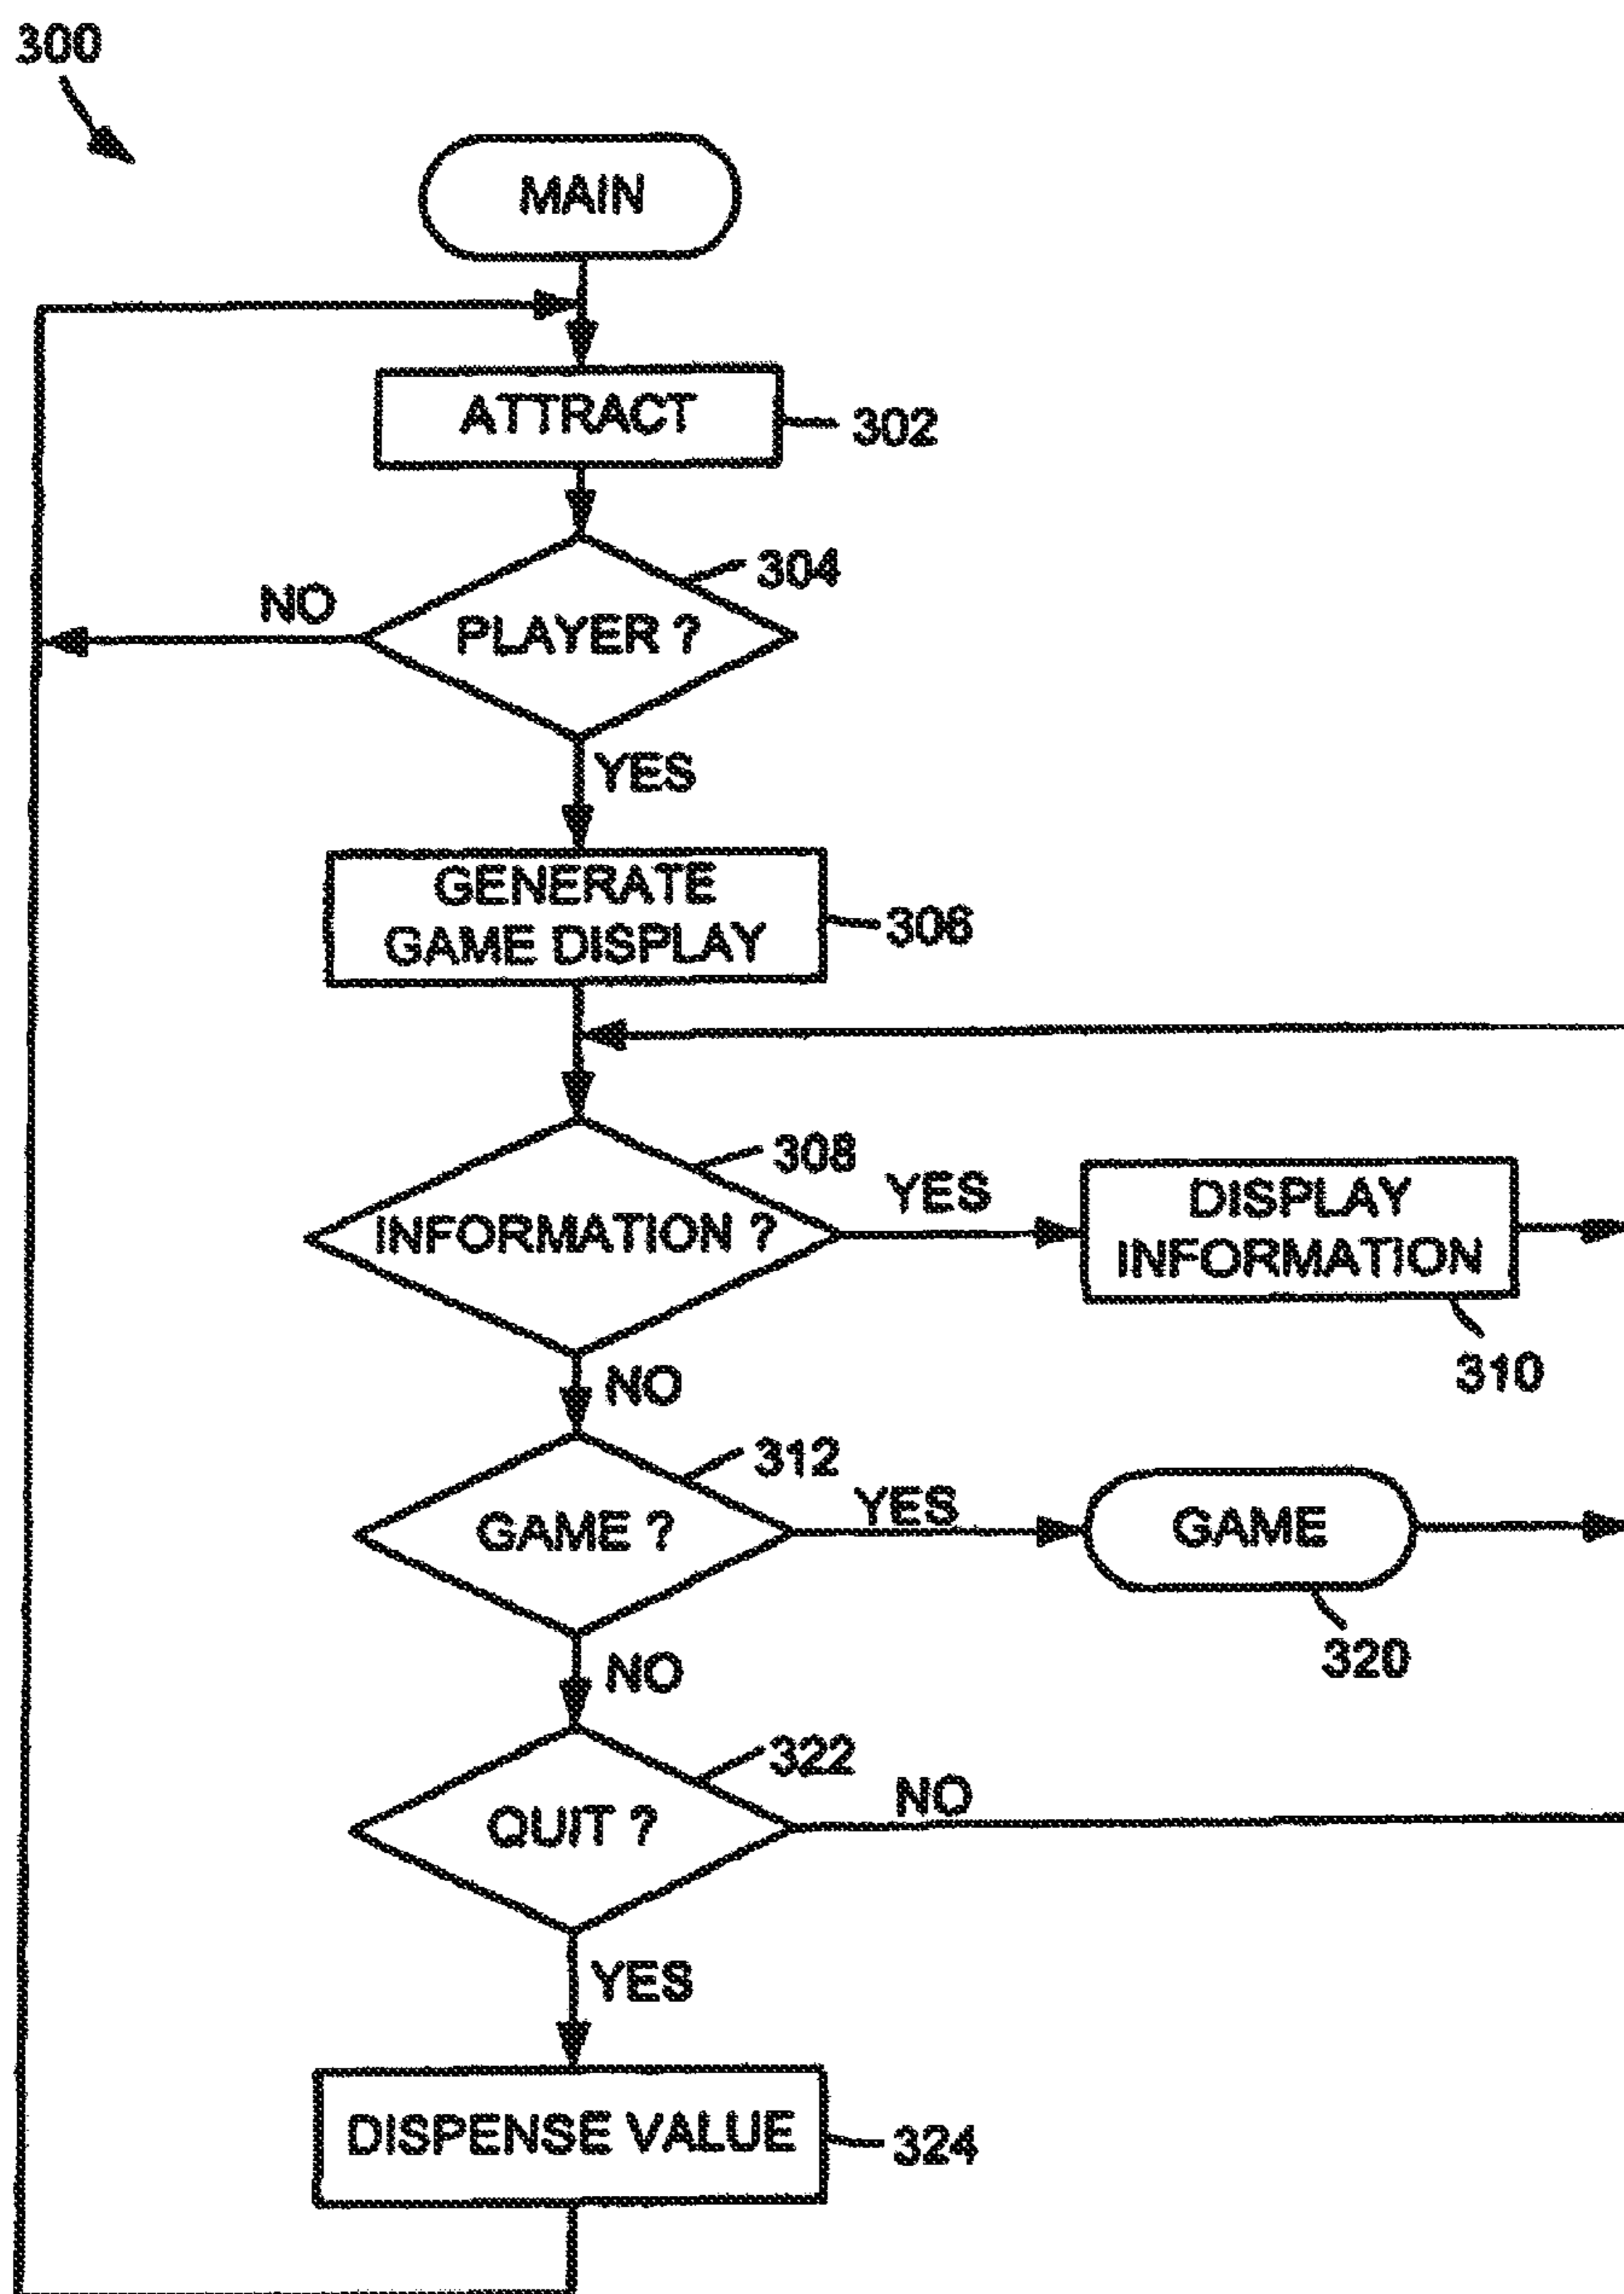 300
MAIN
ATTRACT
302
304
NO
PLAYER ?
YES
GENERATE
GAME DISPLAY
306
308
INFORMATION ?
YES
DISPLAY
INFORMATION
310
NO
312
GAME ?
YES
GAME
320
NO
322
QUIT ?
NO
YES
DISPENSE VALUE
324